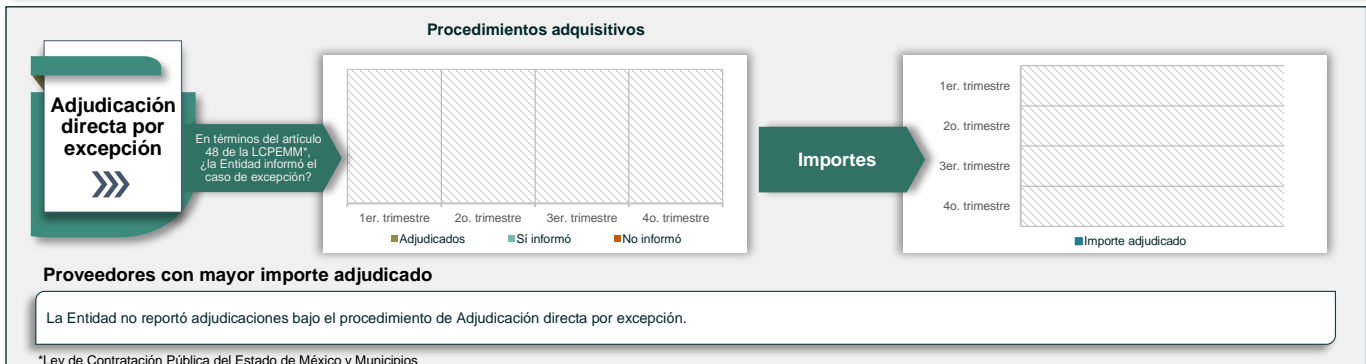 Procedimientos adquisitivos
Adjudicación
directa por
excepción
En términos del artículo
48 de la LCPEMM*,
¿la Entidad informó el
caso de excepción?
1er. trimestre 2o. trimestre 3er. trimestre 4o. trimestre
Adjudicados Sí informó No informó
Importes
1er. trimestre
2o. trimestre
3er. trimestre
4o. trimestre
Importe adjudicado
Proveedores con mayor importe adjudicado
La Entidad no reportó adjudicaciones bajo el procedimiento de Adjudicación directa por excepción.
*Ley de Contratación Pública del Estado de México y Municipios